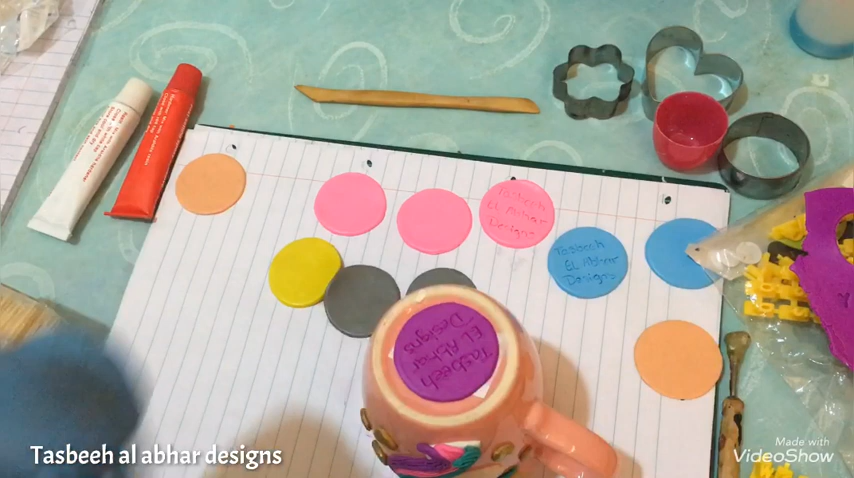 Tasbeeh
EL Abhar
Designs
Tasbeeh
EL Abhar
Designs
Tasbeeh
EL Abhar
Designs
Tasbeeh al abhar designs
Made with
VideoShow